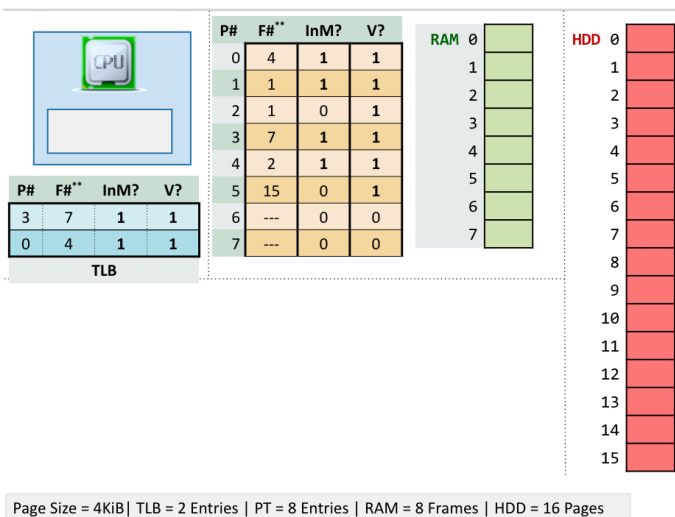 CPU
P# F#** InM? V?
0 4 1 1
1 1 1 1
2 1 0 1
3 7 1 1
4 2 1 1
5 15 0 1
6 --- 0 0
7 --- 0 0
P# F#** InM? V?
3 7 1 1
0 4 1 1
TLB
RAM 0
1
2
3
4
5
6
7
HDD 0
1
2
3
4
5
6
7
8
9
10
11
12
13
14
15
Page Size = 4KiB| TLB = 2 Entries | PT = 8 Entries | RAM = 8 Frames | HDD = 16 Pages